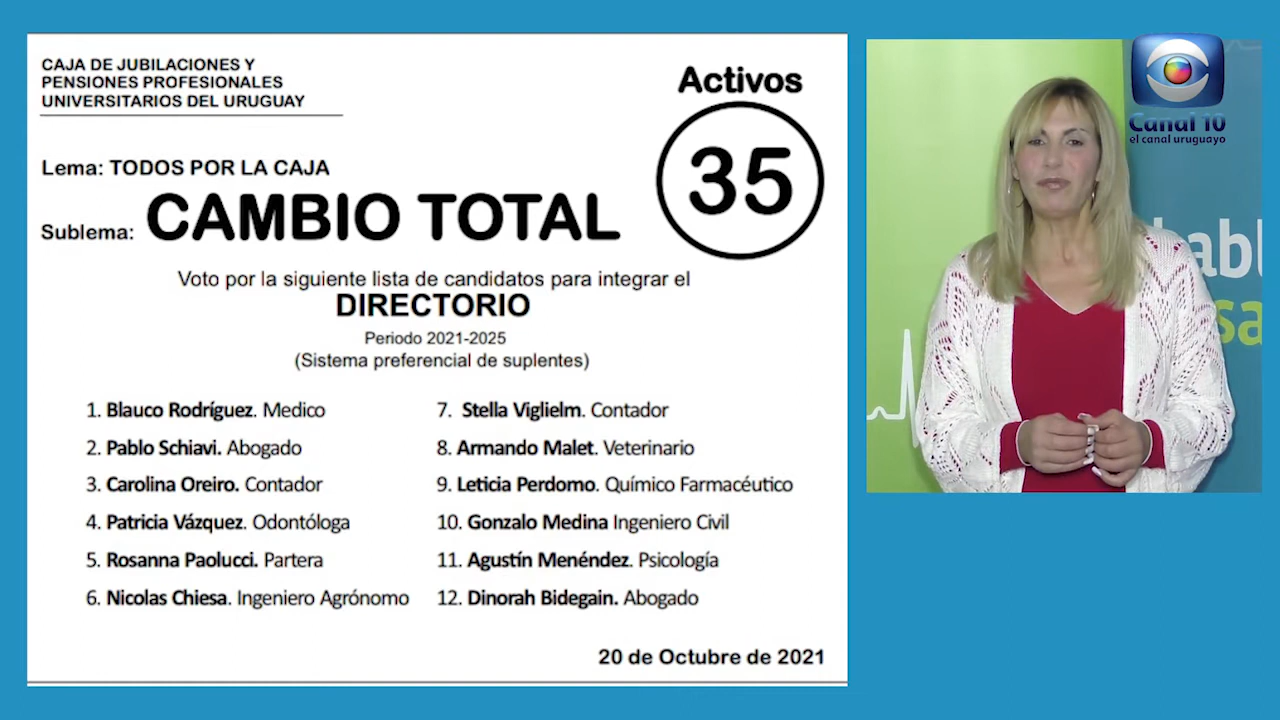 CAJA DE JUBILACIONES Y
PENSIONES PROFESIONALES
UNIVERSITARIOS DEL URUGUAY
Activos
35
Lema: TODOS POR LA CAJA
Sublema: CAMBIO TOTAL
Voto por la siguiente lista de candidatos para integrar el
DIRECTORIO
Periodo 2021-2025
(Sistema preferencial de suplentes)
1. Blauco Rodríguez. Medico
2. Pablo Schiavi. Abogado
3. Carolina Oreiro. Contador
4. Patricia Vázquez. Odontóloga
5. Rosanna Paolucci. Partera
6. Nicolas Chiesa. Ingeniero Agrónomo
7. Stella Viglielm. Contador
8. Armando Malet. Veterinario
9. Leticia Perdomo. Químico Farmacéutico
10. Gonzalo Medina Ingeniero Civil
11. Agustín Menéndez. Psicología
12. Dinorah Bidegain. Abogado
20 de Octubre de 2021
Canal 10
el canal uruguayo